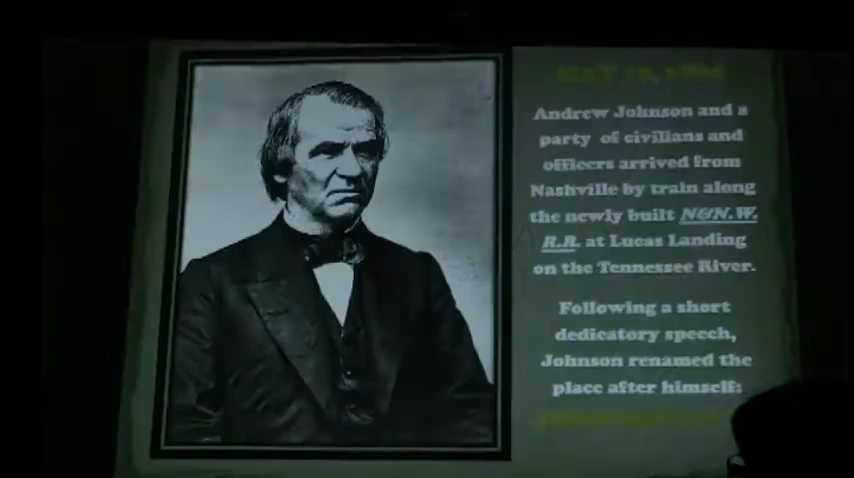 Andrew Johnson and a
party of civilians and
officers arrived from
Nashville by train along
the newly built N&N.W.
R.R. at Lucas Landing
on the Tennessee River.
Following a short
dedicatory speech,
Johnson renamed the
place after himself: